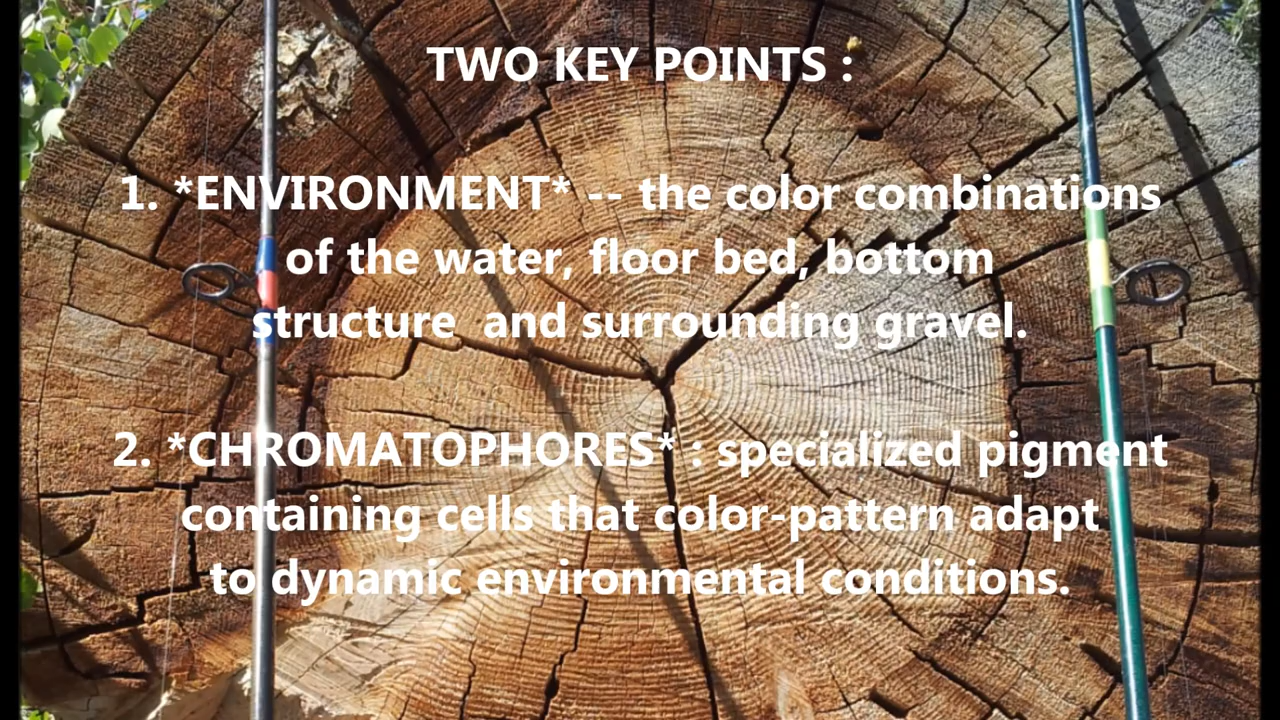 TWO KEY POINTS :
1. *ENVIRONMENT* -- the color combinations
of the water, floor bed, bottom
structure  and surrounding gravel.
2. *CHROMATOPHORES* : specialized pigment
containing cells that color-pattern adapt
to dynamic environmental conditions.